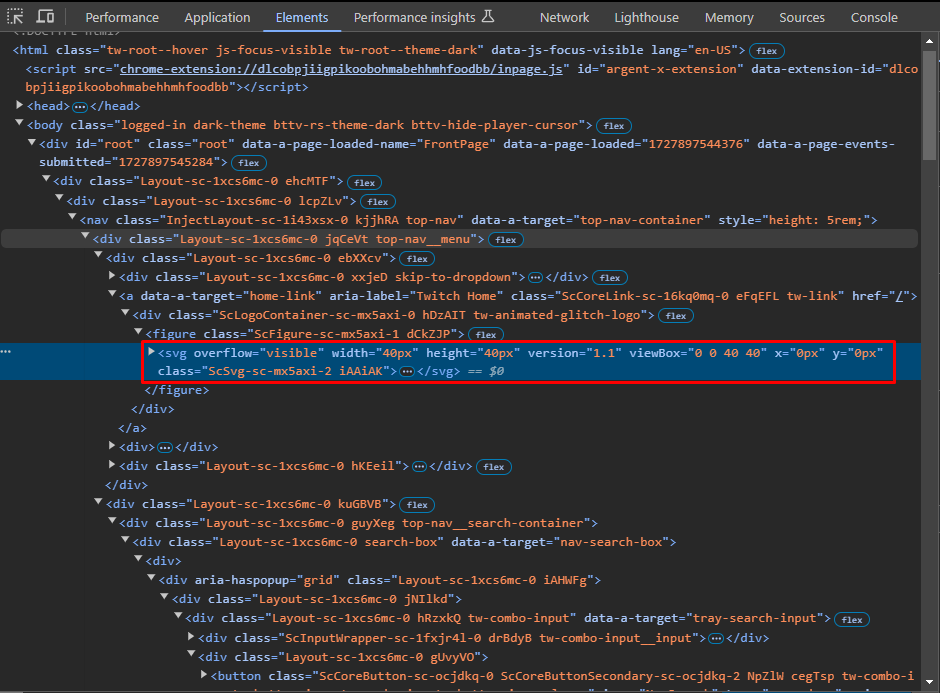 Performance Application Elements Performance insights Network Lighthouse Memory Sources Console
<!DOCTYPE html>
<html class="tw-root--hover js-focus-visible tw-root--theme-dark" data-js-focus-visible lang="en-US"> flex
<script src="chrome-extension://dlcobpjiigpikoobohmabehhmhfoodbb/inpage.js" id="argent-x-extension" data-extension-id="dlco
bpjiigpikoobohmabehhmhfoodbb"></script>
<head>…</head>
<body class="logged-in dark-theme bttv-rs-theme-dark bttv-hide-player-cursor"> flex
<div id="root" class="root" data-a-page-loaded-name="FrontPage" data-a-page-loaded="1727897544376" data-a-page-events-
submitted="1727897545284"> flex
<div class="Layout-sc-1xcs6mc-0 ehcMTF"> flex
<div class="Layout-sc-1xcs6mc-0 lcpZLv"> flex
<nav class="InjectLayout-sc-1i43xsx-0 kjjhRA top-nav" data-a-target="top-nav-container" style="height: 5rem;">
<div class="Layout-sc-1xcs6mc-0 jqCeVt top-nav__menu"> flex
<div class="Layout-sc-1xcs6mc-0 ebXXcv"> flex
<div class="Layout-sc-1xcs6mc-0 xxjeD skip-to-dropdown">…</div> flex
<a data-a-target="home-link" aria-label="Twitch Home" class="ScCoreLink-sc-16kq0mq-0 eFqEFL tw-link" href="/">
<div class="ScLogoContainer-sc-mx5axi-0 hDzAIT tw-animated-glitch-logo"> flex
<figure class="ScFigure-sc-mx5axi-1 dCkZJP"> flex
… <svg overflow="visible" width="40px" height="40px" version="1.1" viewBox="0 0 40 40" x="0px" y="0px"
class="ScSvg-sc-mx5axi-2 iAAiAK">…</svg> == $0
</figure>
</div>
</a>
<div>…</div>
<div class="Layout-sc-1xcs6mc-0 hKEeil">…</div> flex
</div>
<div class="Layout-sc-1xcs6mc-0 kuGBVB"> flex
<div class="Layout-sc-1xcs6mc-0 guyXeg top-nav__search-container">
<div class="Layout-sc-1xcs6mc-0 search-box" data-a-target="nav-search-box">
<div>
<div aria-haspopup="grid" class="Layout-sc-1xcs6mc-0 iAHWFg">
<div class="Layout-sc-1xcs6mc-0 jNIlkd">
<div class="Layout-sc-1xcs6mc-0 hRzxkQ tw-combo-input" data-a-target="tray-search-input"> flex
<div class="ScInputWrapper-sc-1fxjr4l-0 drBdyB tw-combo-input__input">…</div>
<div class="Layout-sc-1xcs6mc-0 gUvyVO">
<button class="ScCoreButton-sc-ocjdkq-0 ScCoreButtonSecondary-sc-ocjdkq-2 NpZlW cegTsp tw-combo-i